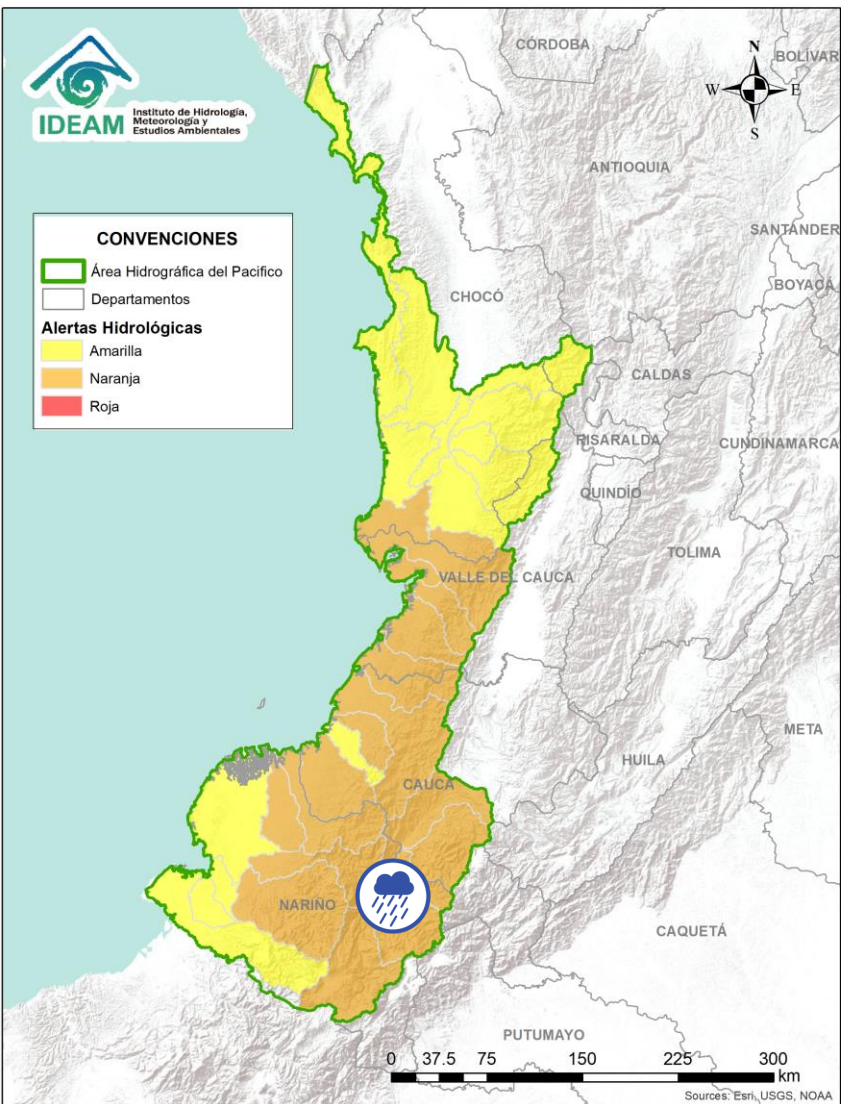 IDEAM
Instituto de Hidrología,
Meteorología y
Estudios Ambientales
N
W
E
S
CONVENCIONES
Área Hidrográfica del Pacifico
Departamentos
Alertas Hidrológicas
Amarilla
Naranja
Roja
CÓRDOBA
BOLÍVAR
ANTIOQUIA
SANTANDER
BOYACÁ
CHOCÓ
CALDAS
RISARALDA
CUNDINAMARCA
QUINDÍO
TOLIMA
VALLE DEL CAUCA
META
HUILA
CAUCA
NARIÑO
CAQUETÁ
PUTUMAYO
0 37.5 75 150 225 300
km
Sources: Esri, USGS, NOAA